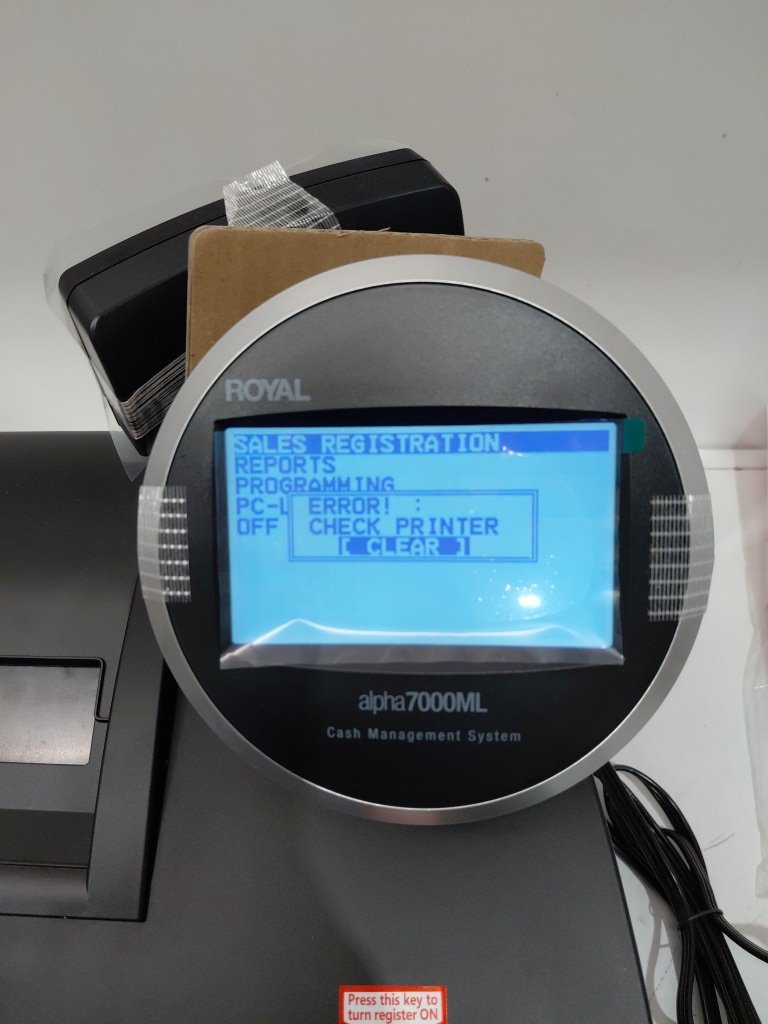 ROYAL
SALES REGISTRATION
REPORTS
PROGRAMMING
PC-L
OFF
ERROR! :
CHECK PRINTER
[ CLEAR ]
alpha7000ML
Cash Management System
Press this key to
turn register ON